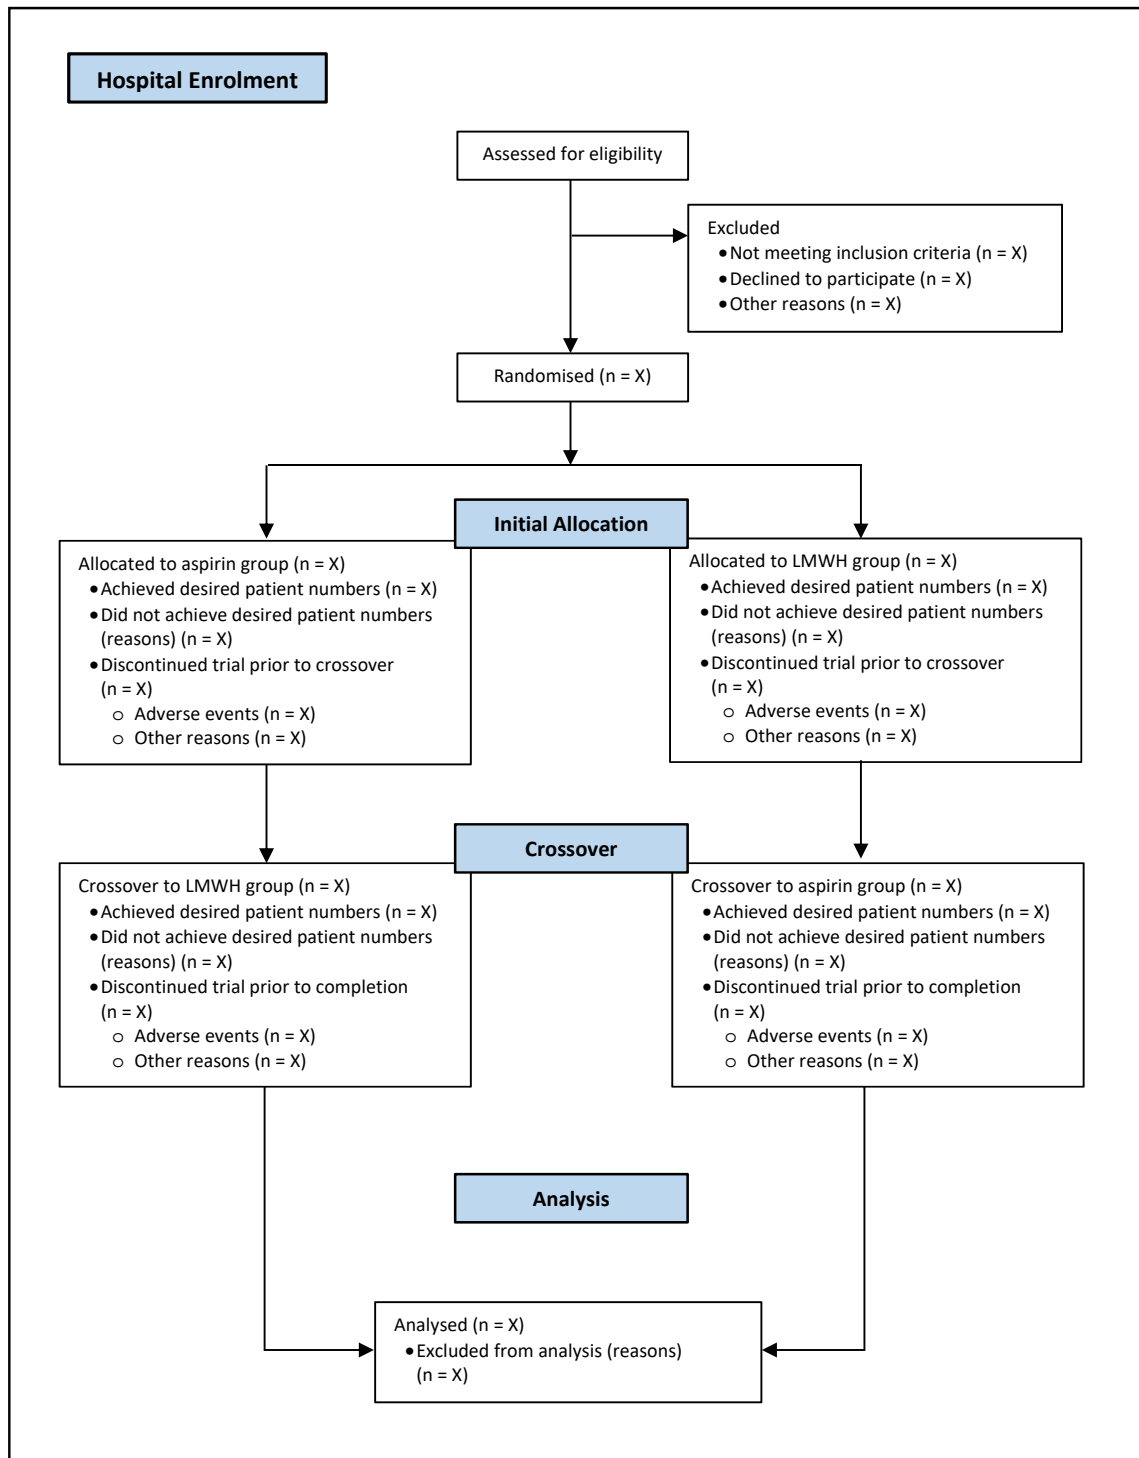 Hospital Enrolment
Assessed for eligibility
Excluded
•Not meeting inclusion criteria (n = X)
•Declined to participate (n = X)
•Other reasons (n = X)
Randomised (n = X)
Initial Allocation
Allocated to aspirin group (n = X)
•Achieved desired patient numbers (n = X)
•Did not achieve desired patient numbers
(reasons) (n = X)
•Discontinued trial prior to crossover
(n = X)
o Adverse events (n = X)
o Other reasons (n = X)
Allocated to LMWH group (n = X)
•Achieved desired patient numbers (n = X)
•Did not achieve desired patient numbers
(reasons) (n = X)
•Discontinued trial prior to crossover
(n = X)
o Adverse events (n = X)
o Other reasons (n = X)
Crossover
Crossover to LMWH group (n = X)
•Achieved desired patient numbers (n = X)
•Did not achieve desired patient numbers
(reasons) (n = X)
•Discontinued trial prior to completion
(n = X)
o Adverse events (n = X)
o Other reasons (n = X)
Crossover to aspirin group (n = X)
•Achieved desired patient numbers (n = X)
•Did not achieve desired patient numbers
(reasons) (n = X)
•Discontinued trial prior to completion
(n = X)
o Adverse events (n = X)
o Other reasons (n = X)
Analysis
Analysed (n = X)
•Excluded from analysis (reasons)
(n = X)